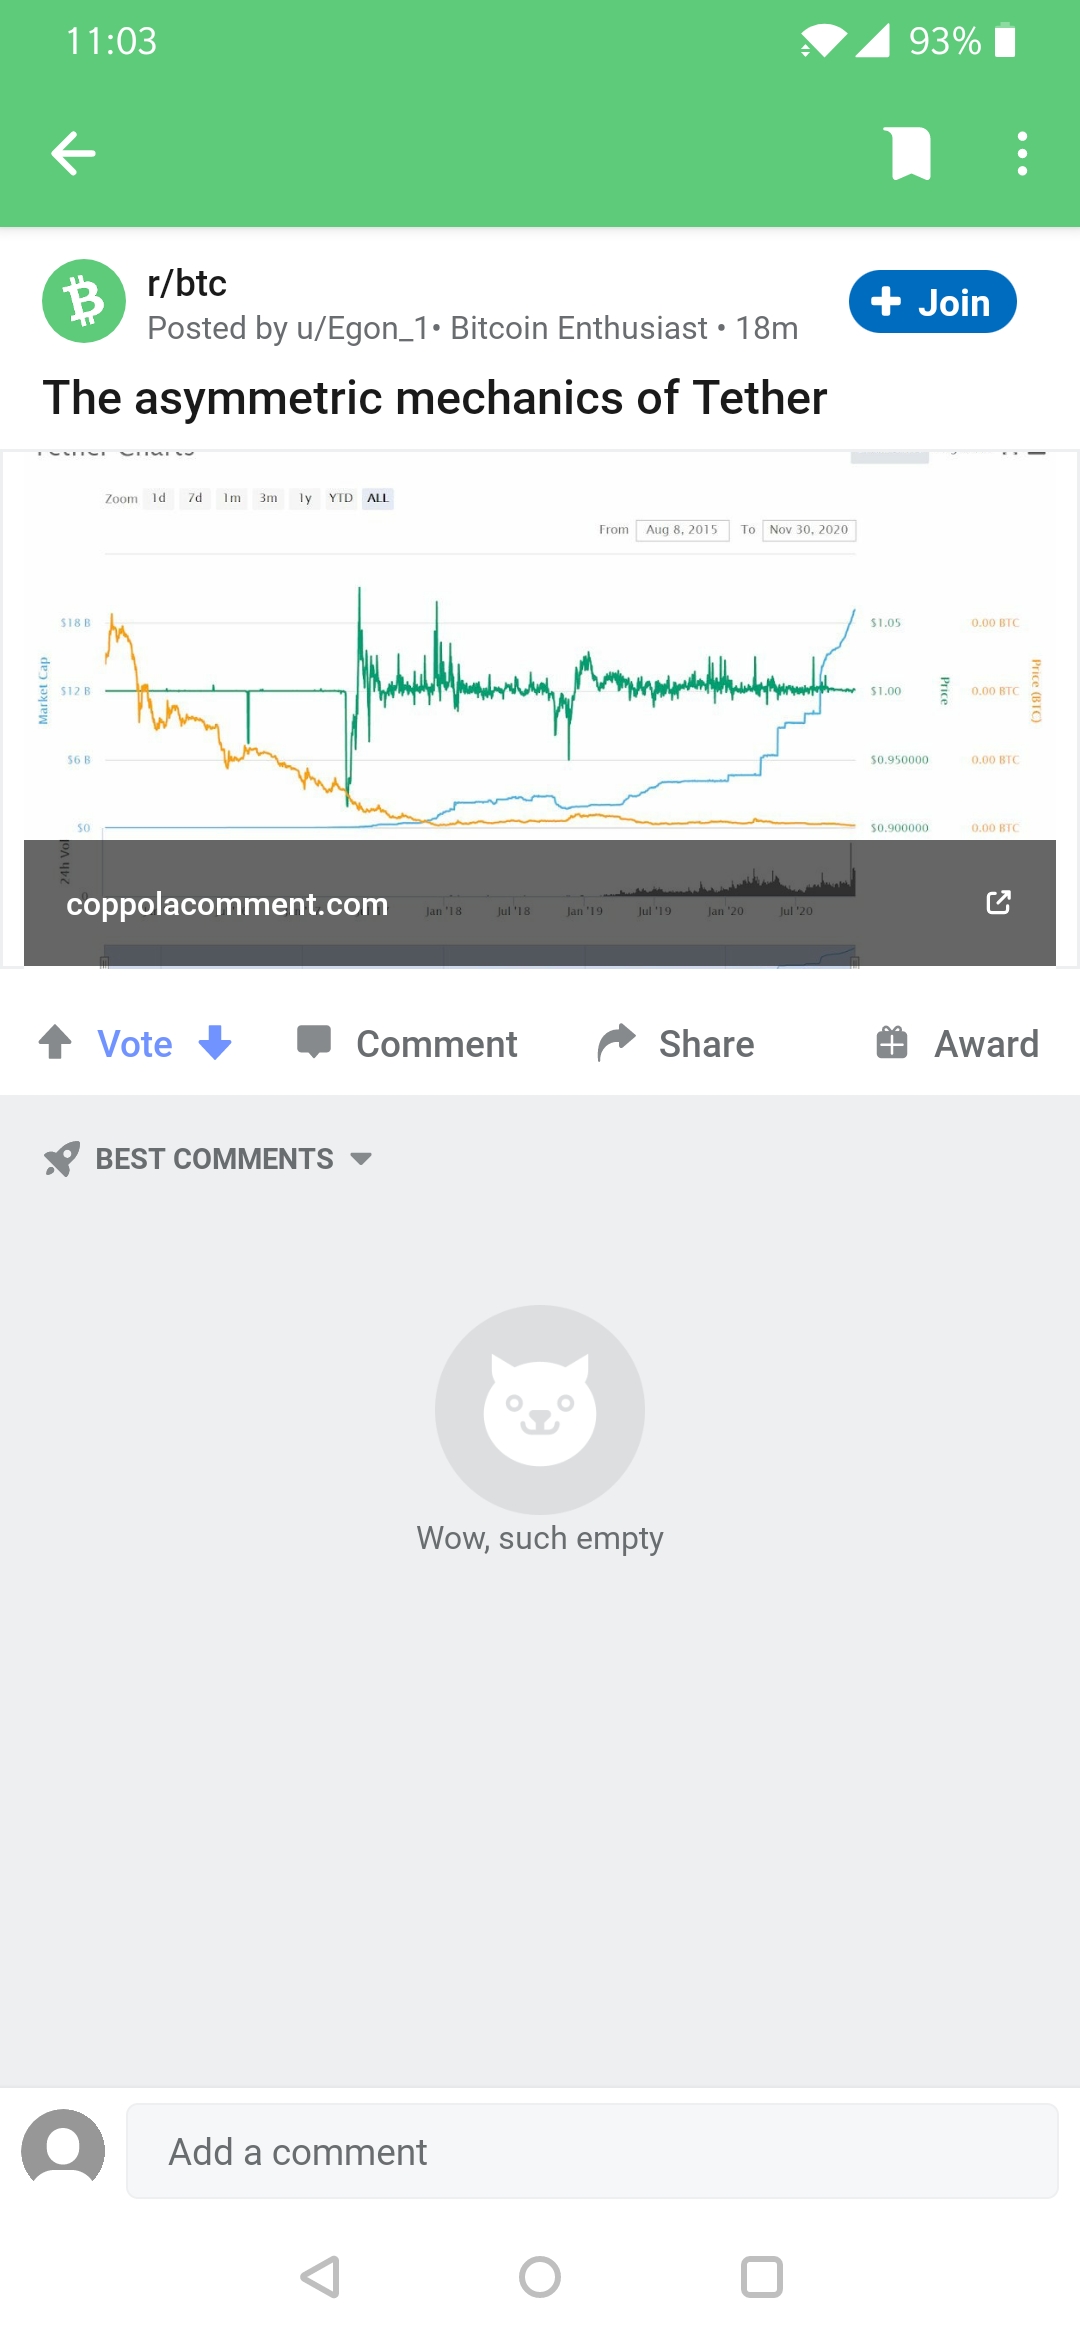 11:03
93%
r/btc
Posted by u/Egon_1• Bitcoin Enthusiast • 18m
Join
The asymmetric mechanics of Tether
Tether Charts
Zoom 1d 7d 1m 3m 1y YTD ALL
From Aug 8, 2015 To Nov 30, 2020
$18 B $1.05 0.00 BTC
Market Cap
$12 B $1.00 0.00 BTC
Price
Price (BTC)
$6 B $0.950000 0.00 BTC
$0 $0.900000 0.00 BTC
24h Vol
0
coppolacomment.com
Jan '18 Jul '18 Jan '19 Jul '19 Jan '20 Jul '20
Vote Comment Share Award
BEST COMMENTS
Wow, such empty
Add a comment